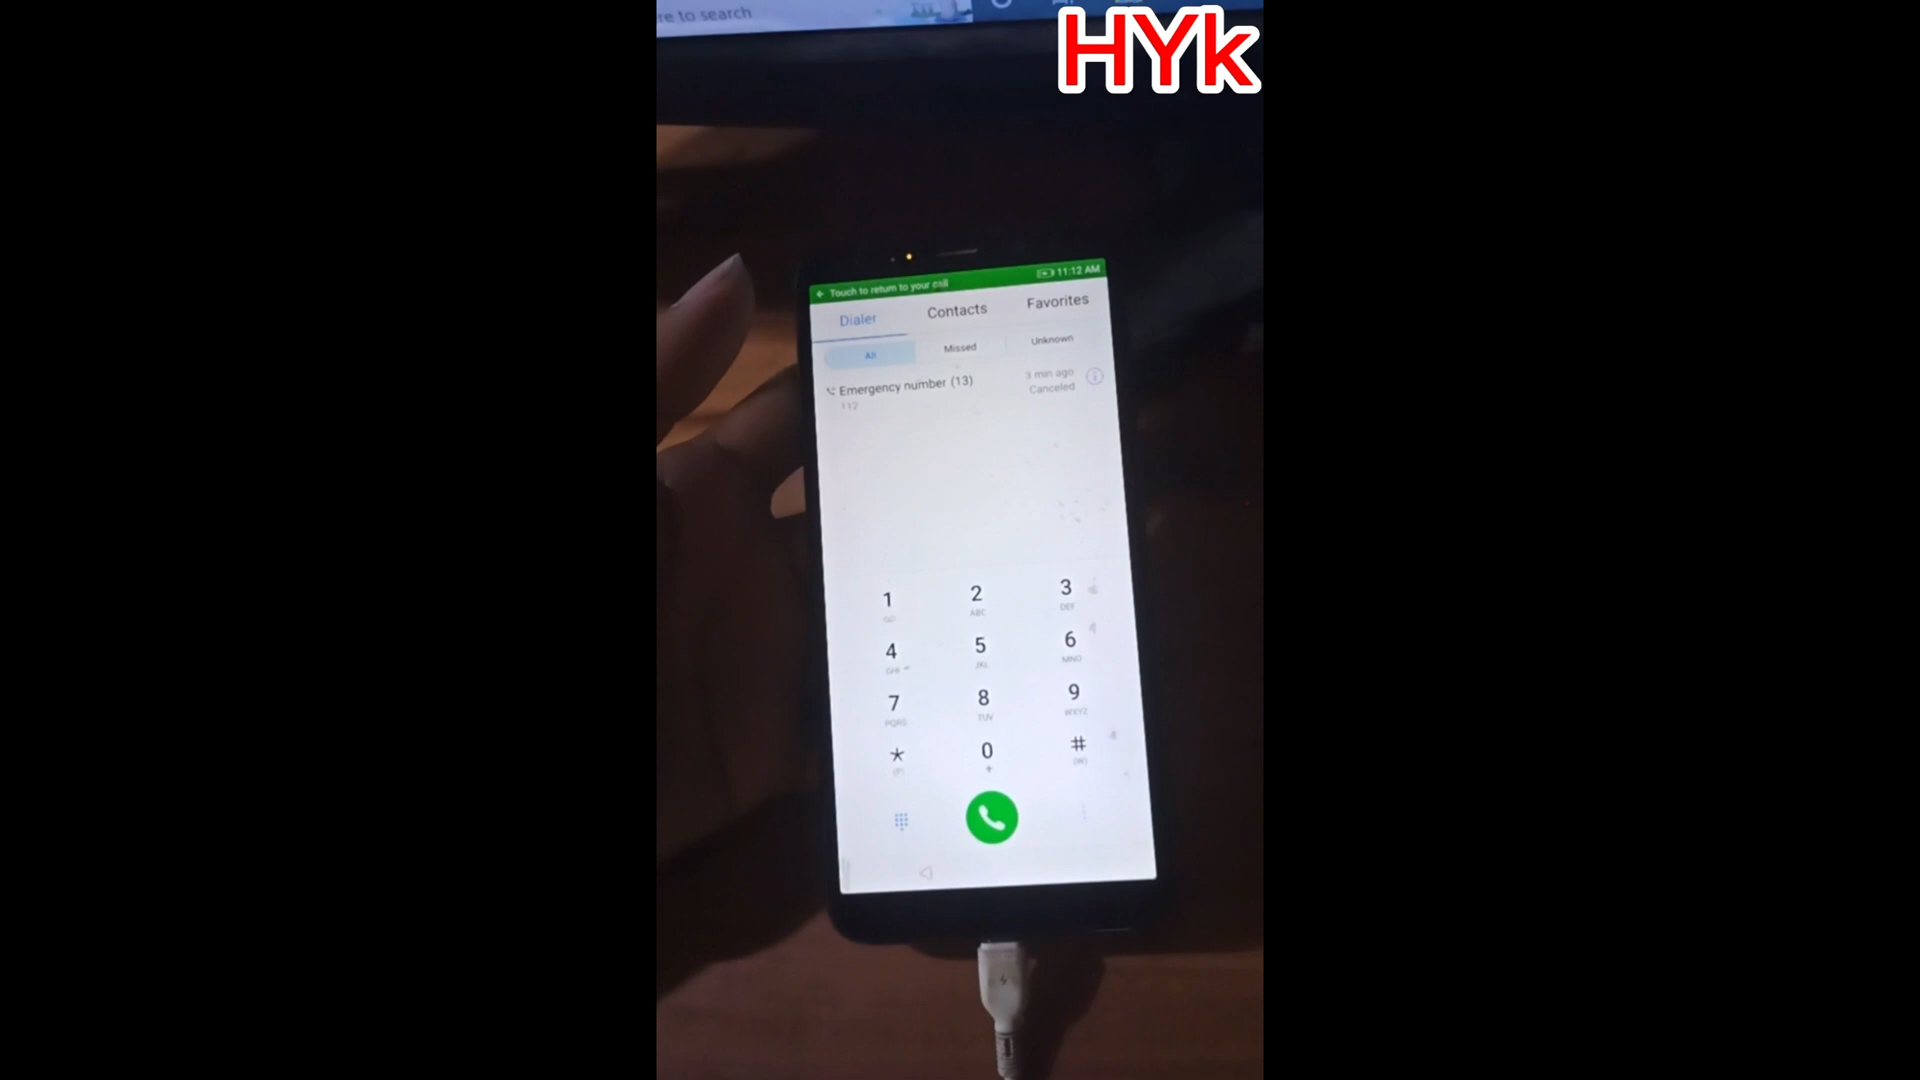 re to search
HYk
Touch to return to your call
11:12 AM
Dialer
Contacts
Favorites
All
Missed
Unknown
Emergency number (13)
112
3 min ago
Canceled
1
2
ABC
3
DEF
4
GHI
5
JKL
6
MNO
7
PQRS
8
TUV
9
WXYZ
*
(P)
0
+
#
(W)